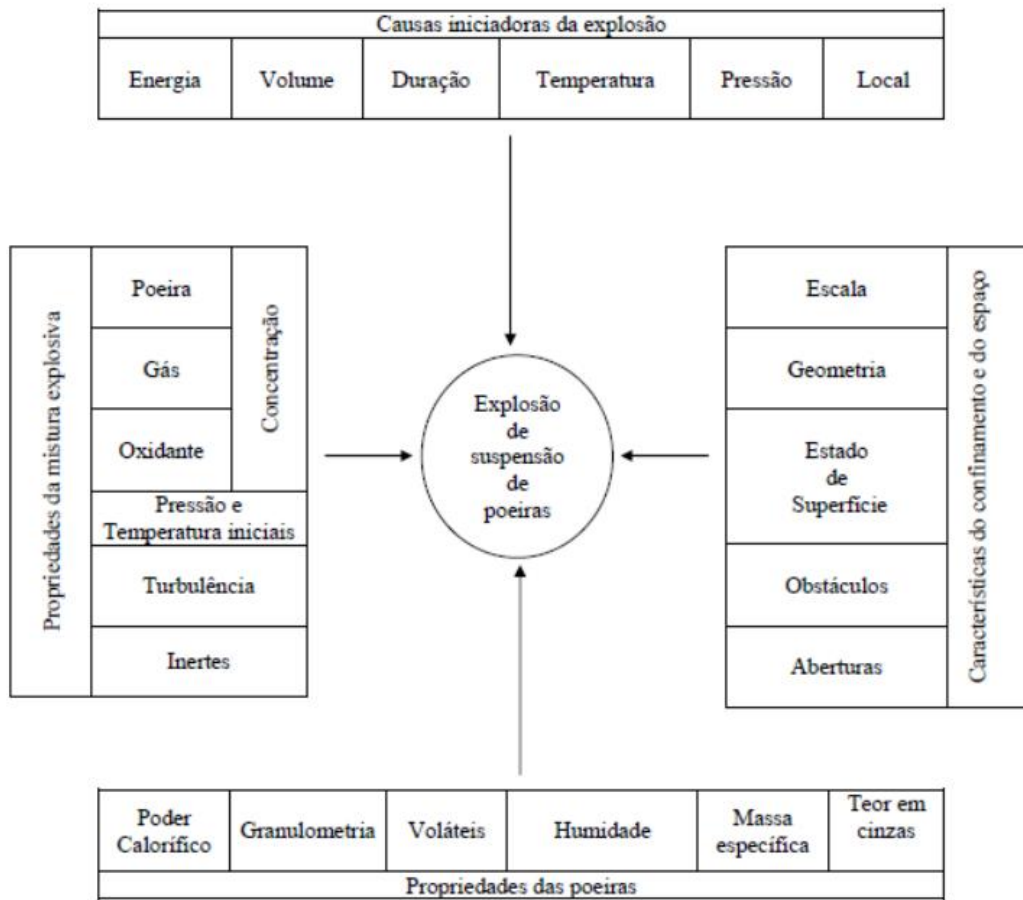 Causas iniciadoras da explosão
Energia
Volume
Duração
Temperatura
Pressão
Local
Propriedades da mistura explosiva
Poeira
Gás
Oxidante
Concentração
Pressão e
Temperatura iniciais
Turbulência
Inertes
Explosão
de
suspensão
de
poeiras
Escala
Geometria
Estado
de
Superfície
Obstáculos
Aberturas
Características do confinamento e do espaço
Poder
Calorífico
Granulometria
Voláteis
Humidade
Massa
específica
Teor em
cinzas
Propriedades das poeiras